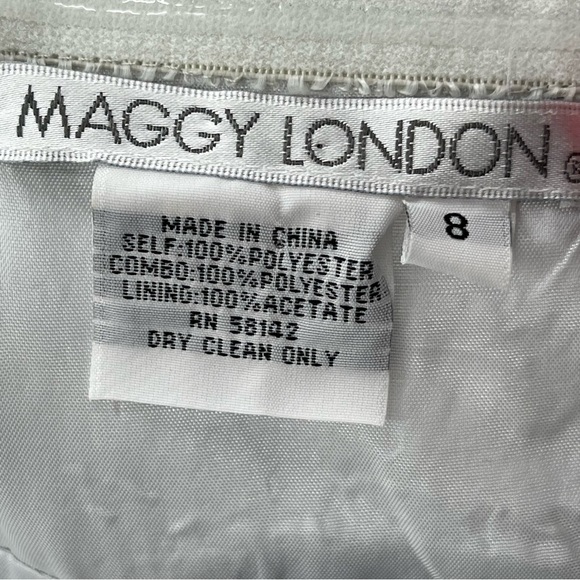 MAGGY LONDON ®
8
MADE IN CHINA
SELF:100%POLYESTER
COMBO:100%POLYESTER
LINING:100%ACETATE
RN 58142
DRY CLEAN ONLY